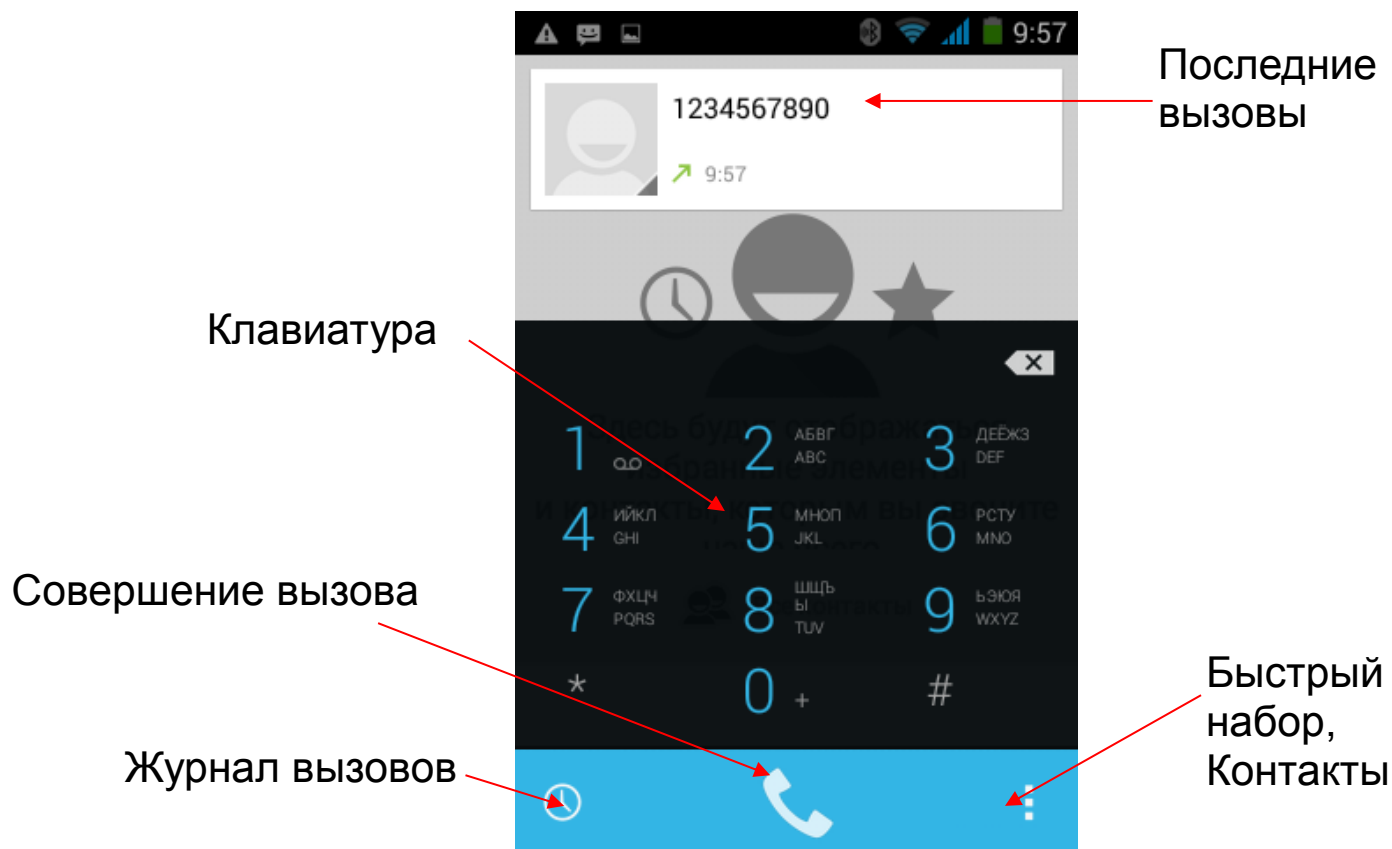 9:57
Последние
вызовы
1234567890
9:57
Клавиатура
1
2 АБВГ
ABC
3 ДЕЁЖЗ
DEF
4 ИЙКЛ
GHI
5 МНОП
JKL
6 РСТУ
MNO
Совершение вызова
7 ФХЦЧ
PQRS
8 ШЩЪ
Ы
TUV
9 ЬЭЮЯ
WXYZ
* 0 + #
Быстрый
набор,
Контакты
Журнал вызовов